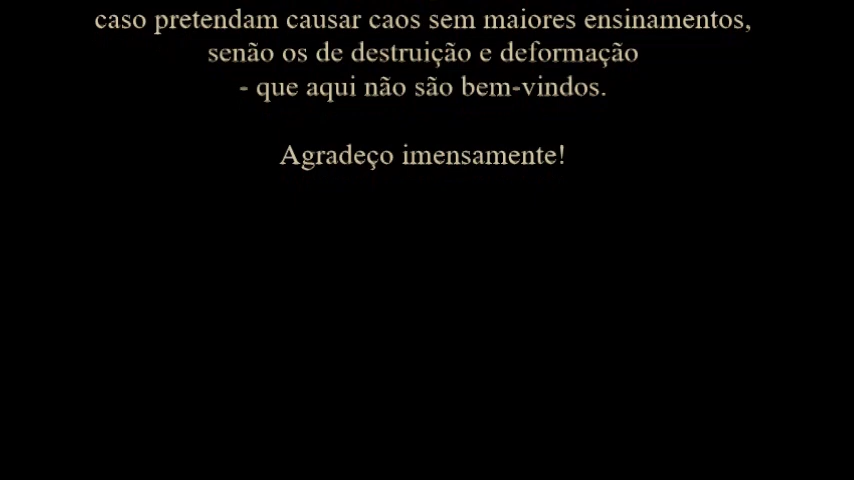 caso pretendam causar caos sem maiores ensinamentos,
senão os de destruição e deformação
- que aqui não são bem-vindos.
Agradeço imensamente!